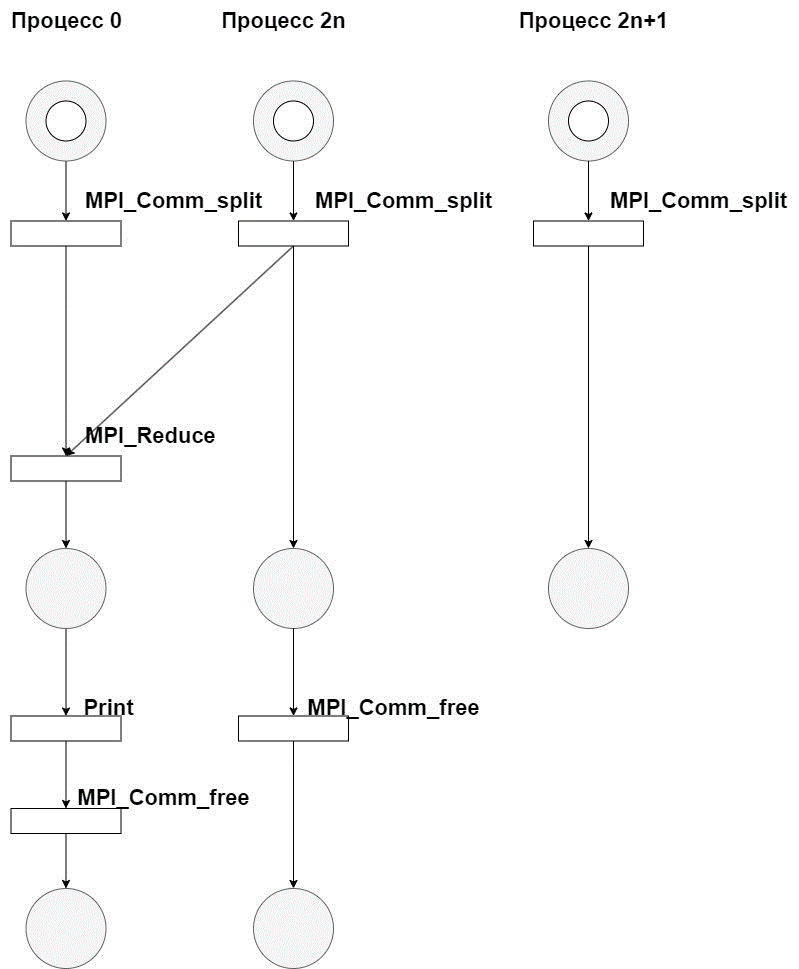 Процесс 0
Процесс 2n
Процесс 2n+1
MPI_Comm_split
MPI_Comm_split
MPI_Comm_split
MPI_Reduce
Print
MPI_Comm_free
MPI_Comm_free